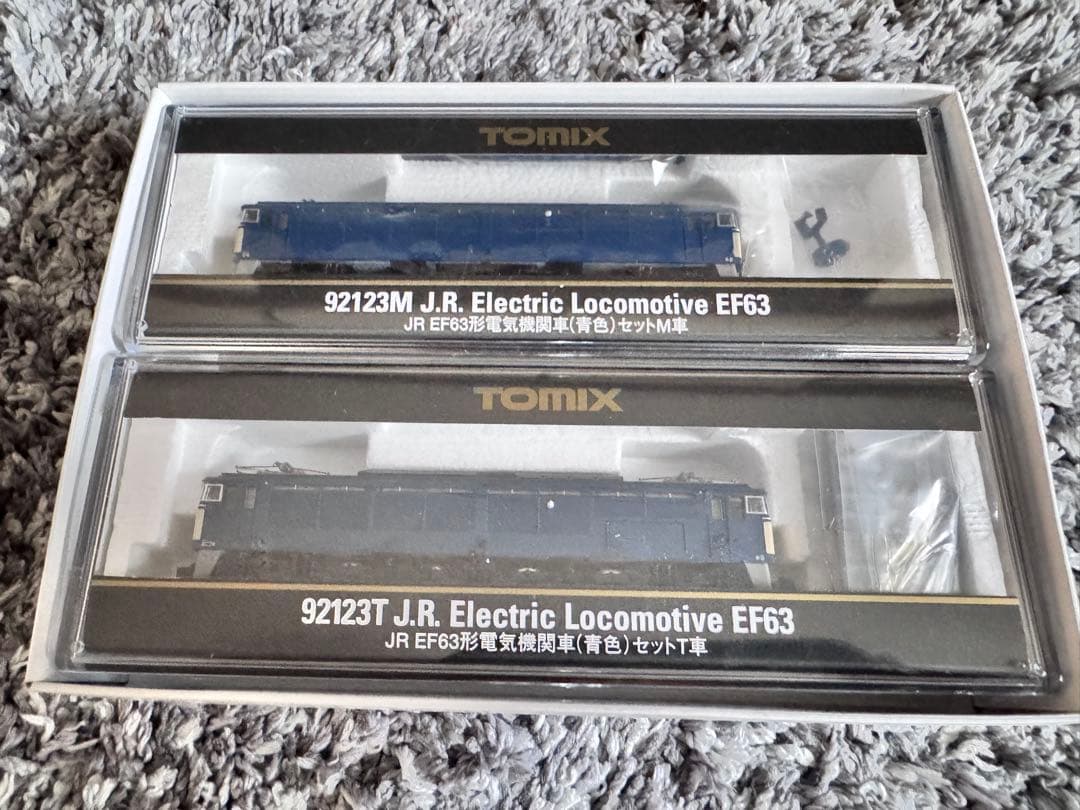 TOMIX
92123M J.R. Electric Locomotive EF63
JR EF63形電気機関車(青色)セットM車
TOMIX
92123T J.R. Electric Locomotive EF63
JR EF63形電気機関車(青色)セットT車